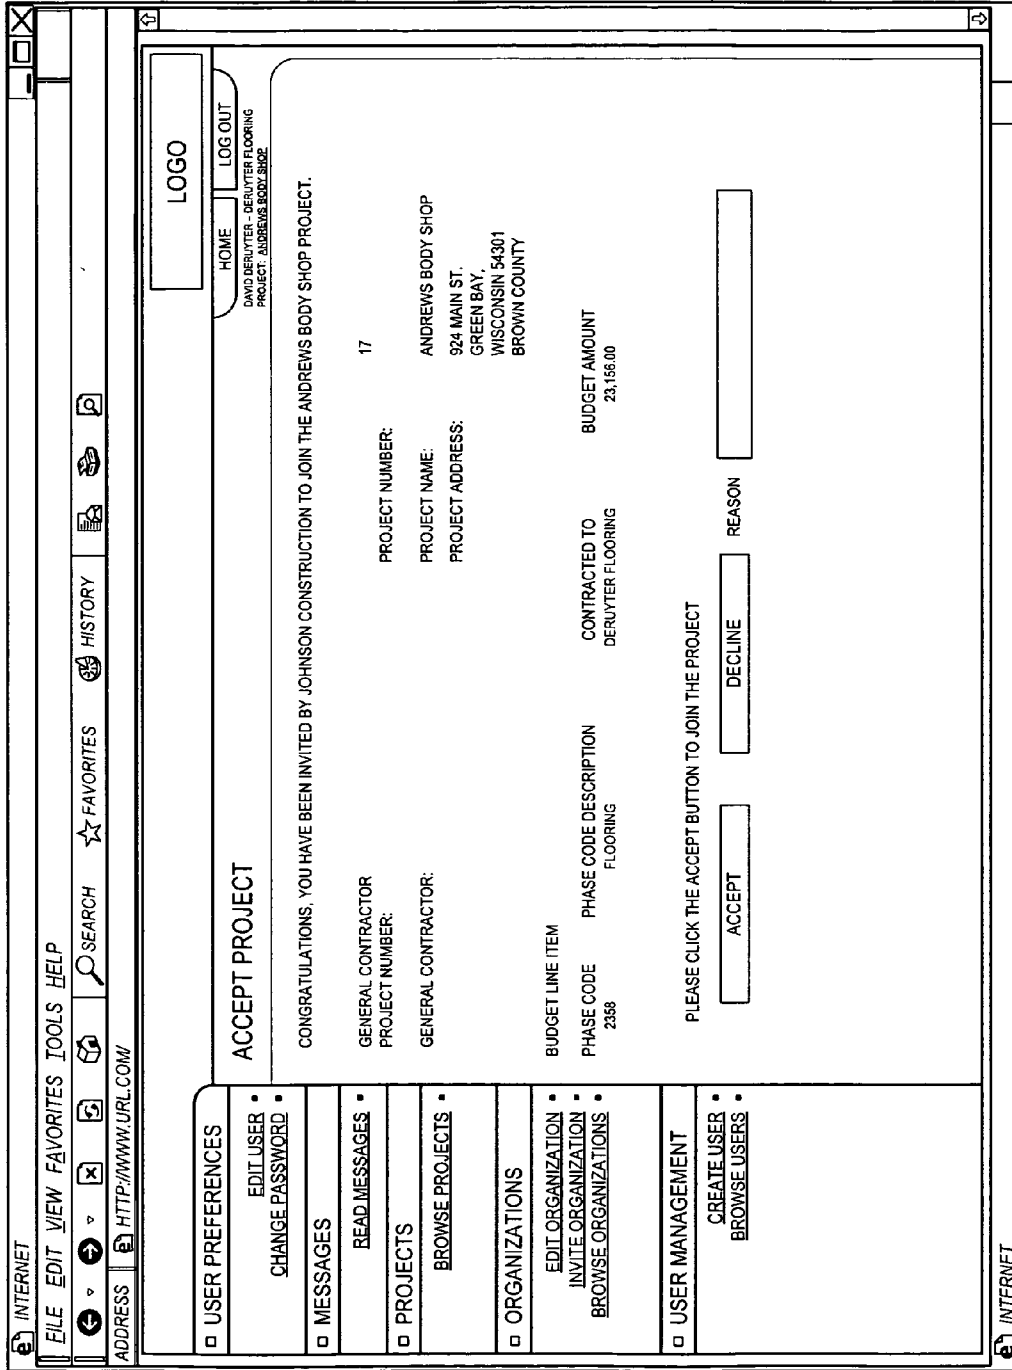 INTERNET
FILE EDIT VIEW FAVORITES TOOLS HELP
SEARCH FAVORITES HISTORY
ADDRESS HTTP://WWW.URL.COM/
LOGO
HOME LOG OUT
DAVID DERUYTER – DERUYTER FLOORING
PROJECT: ANDREWS BODY SHOP
USER PREFERENCES
EDIT USER
CHANGE PASSWORD
MESSAGES
READ MESSAGES
PROJECTS
BROWSE PROJECTS
ORGANIZATIONS
EDIT ORGANIZATION
INVITE ORGANIZATION
BROWSE ORGANIZATIONS
USER MANAGEMENT
CREATE USER
BROWSE USERS
ACCEPT PROJECT
CONGRATULATIONS, YOU HAVE BEEN INVITED BY JOHNSON CONSTRUCTION TO JOIN THE ANDREWS BODY SHOP PROJECT.
GENERAL CONTRACTOR 17
PROJECT NUMBER: PROJECT NUMBER:
GENERAL CONTRACTOR: PROJECT NAME: ANDREWS BODY SHOP
PROJECT ADDRESS: 924 MAIN ST.
GREEN BAY,
WISCONSIN 54301
BROWN COUNTY
BUDGET LINE ITEM
PHASE CODE PHASE CODE DESCRIPTION CONTRACTED TO BUDGET AMOUNT
2358 FLOORING DERUYTER FLOORING 23,156.00
PLEASE CLICK THE ACCEPT BUTTON TO JOIN THE PROJECT
ACCEPT DECLINE REASON
INTERNET